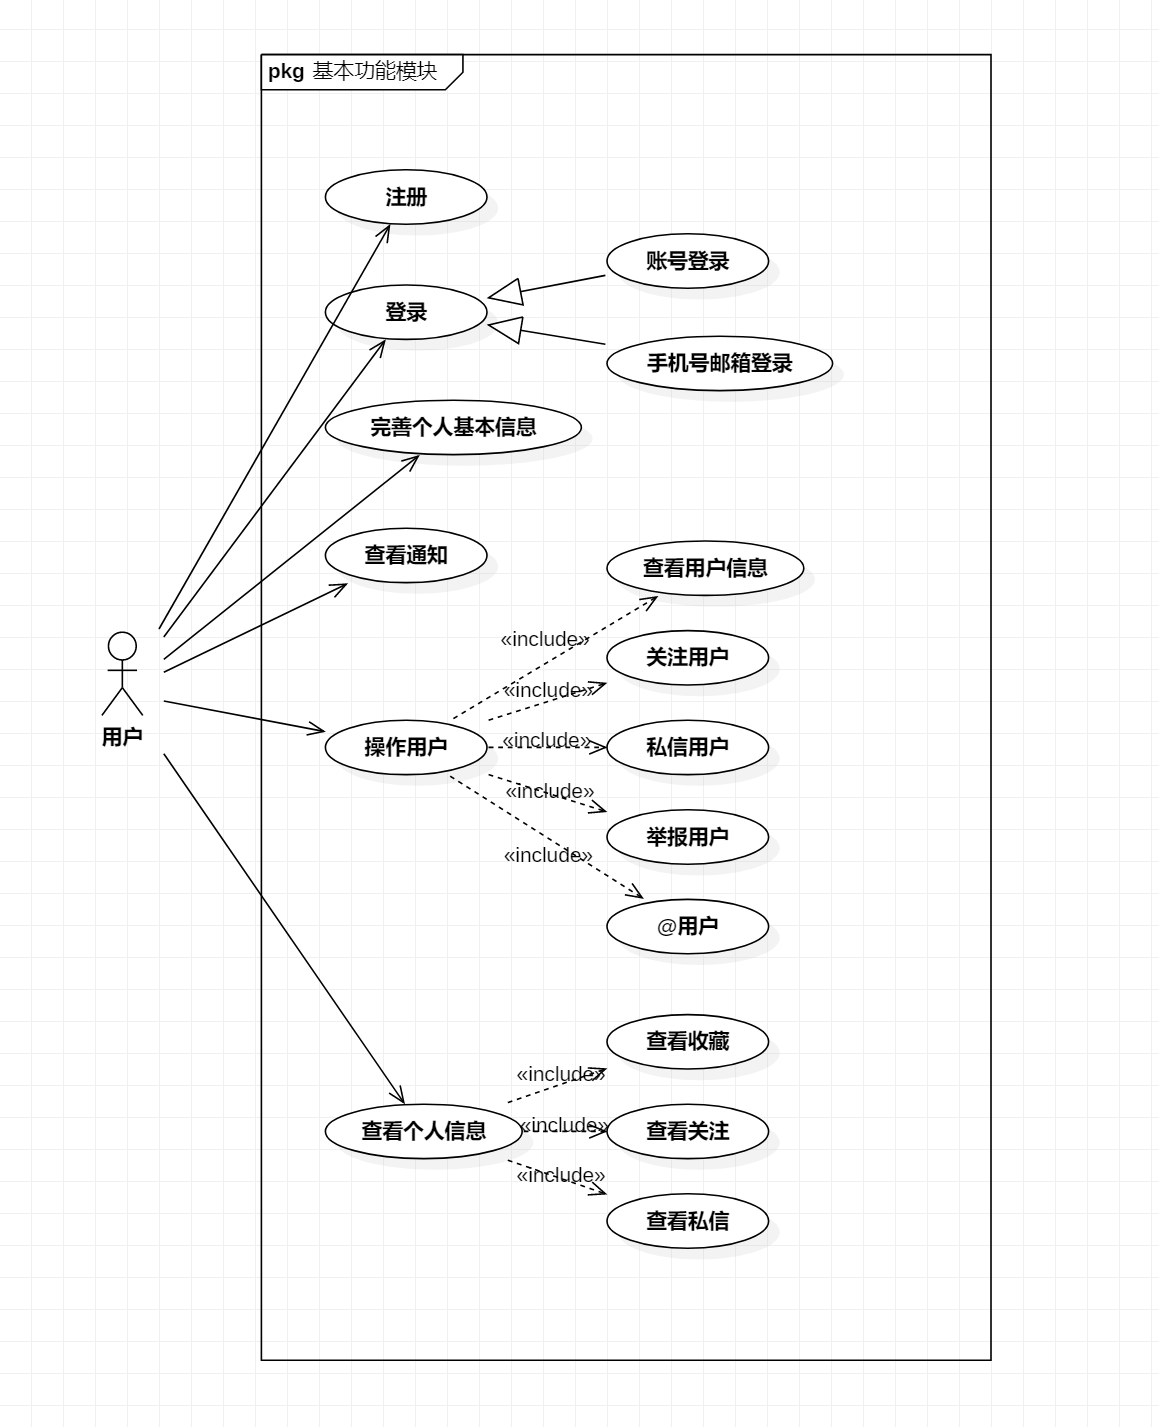 pkg 基本功能模块
注册
账号登录
登录
手机号邮箱登录
完善个人基本信息
查看通知
查看用户信息
«include»
关注用户
«include»
用户
操作用户
«include»
私信用户
«include»
举报用户
«include»
@用户
查看收藏
«include»
查看个人信息
«include»
查看关注
«include»
查看私信